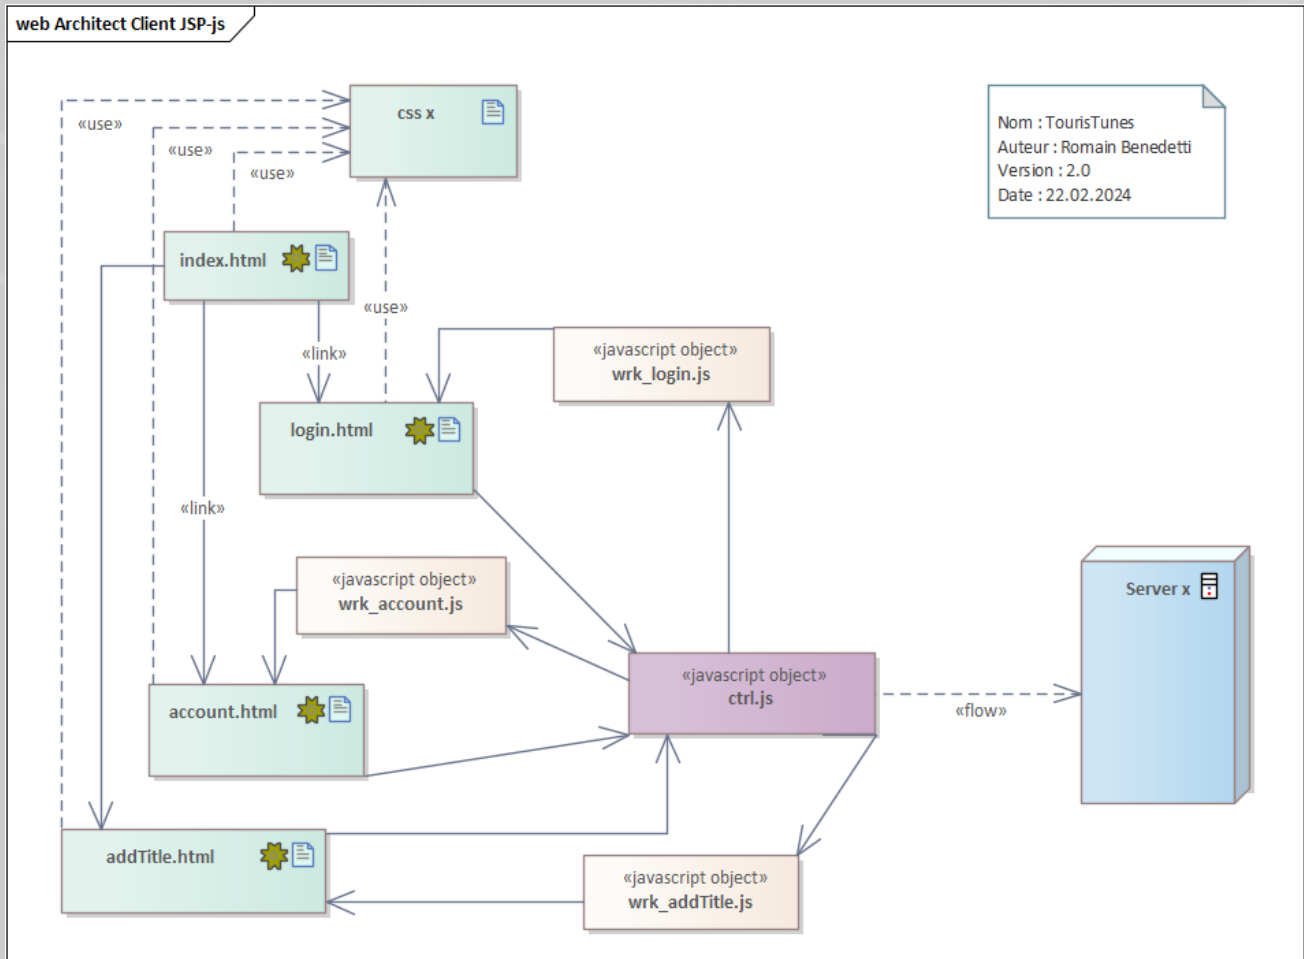 web Architect Client JSP-js
css x
«use»
«use»
«use»
Nom : TourisTunes
Auteur : Romain Benedetti
Version : 2.0
Date : 22.02.2024
index.html
«use»
«link»
«javascript object»
wrk_login.js
login.html
«link»
«javascript object»
wrk_account.js
Server x
«javascript object»
ctrl.js
«flow»
account.html
addTitle.html
«javascript object»
wrk_addTitle.js